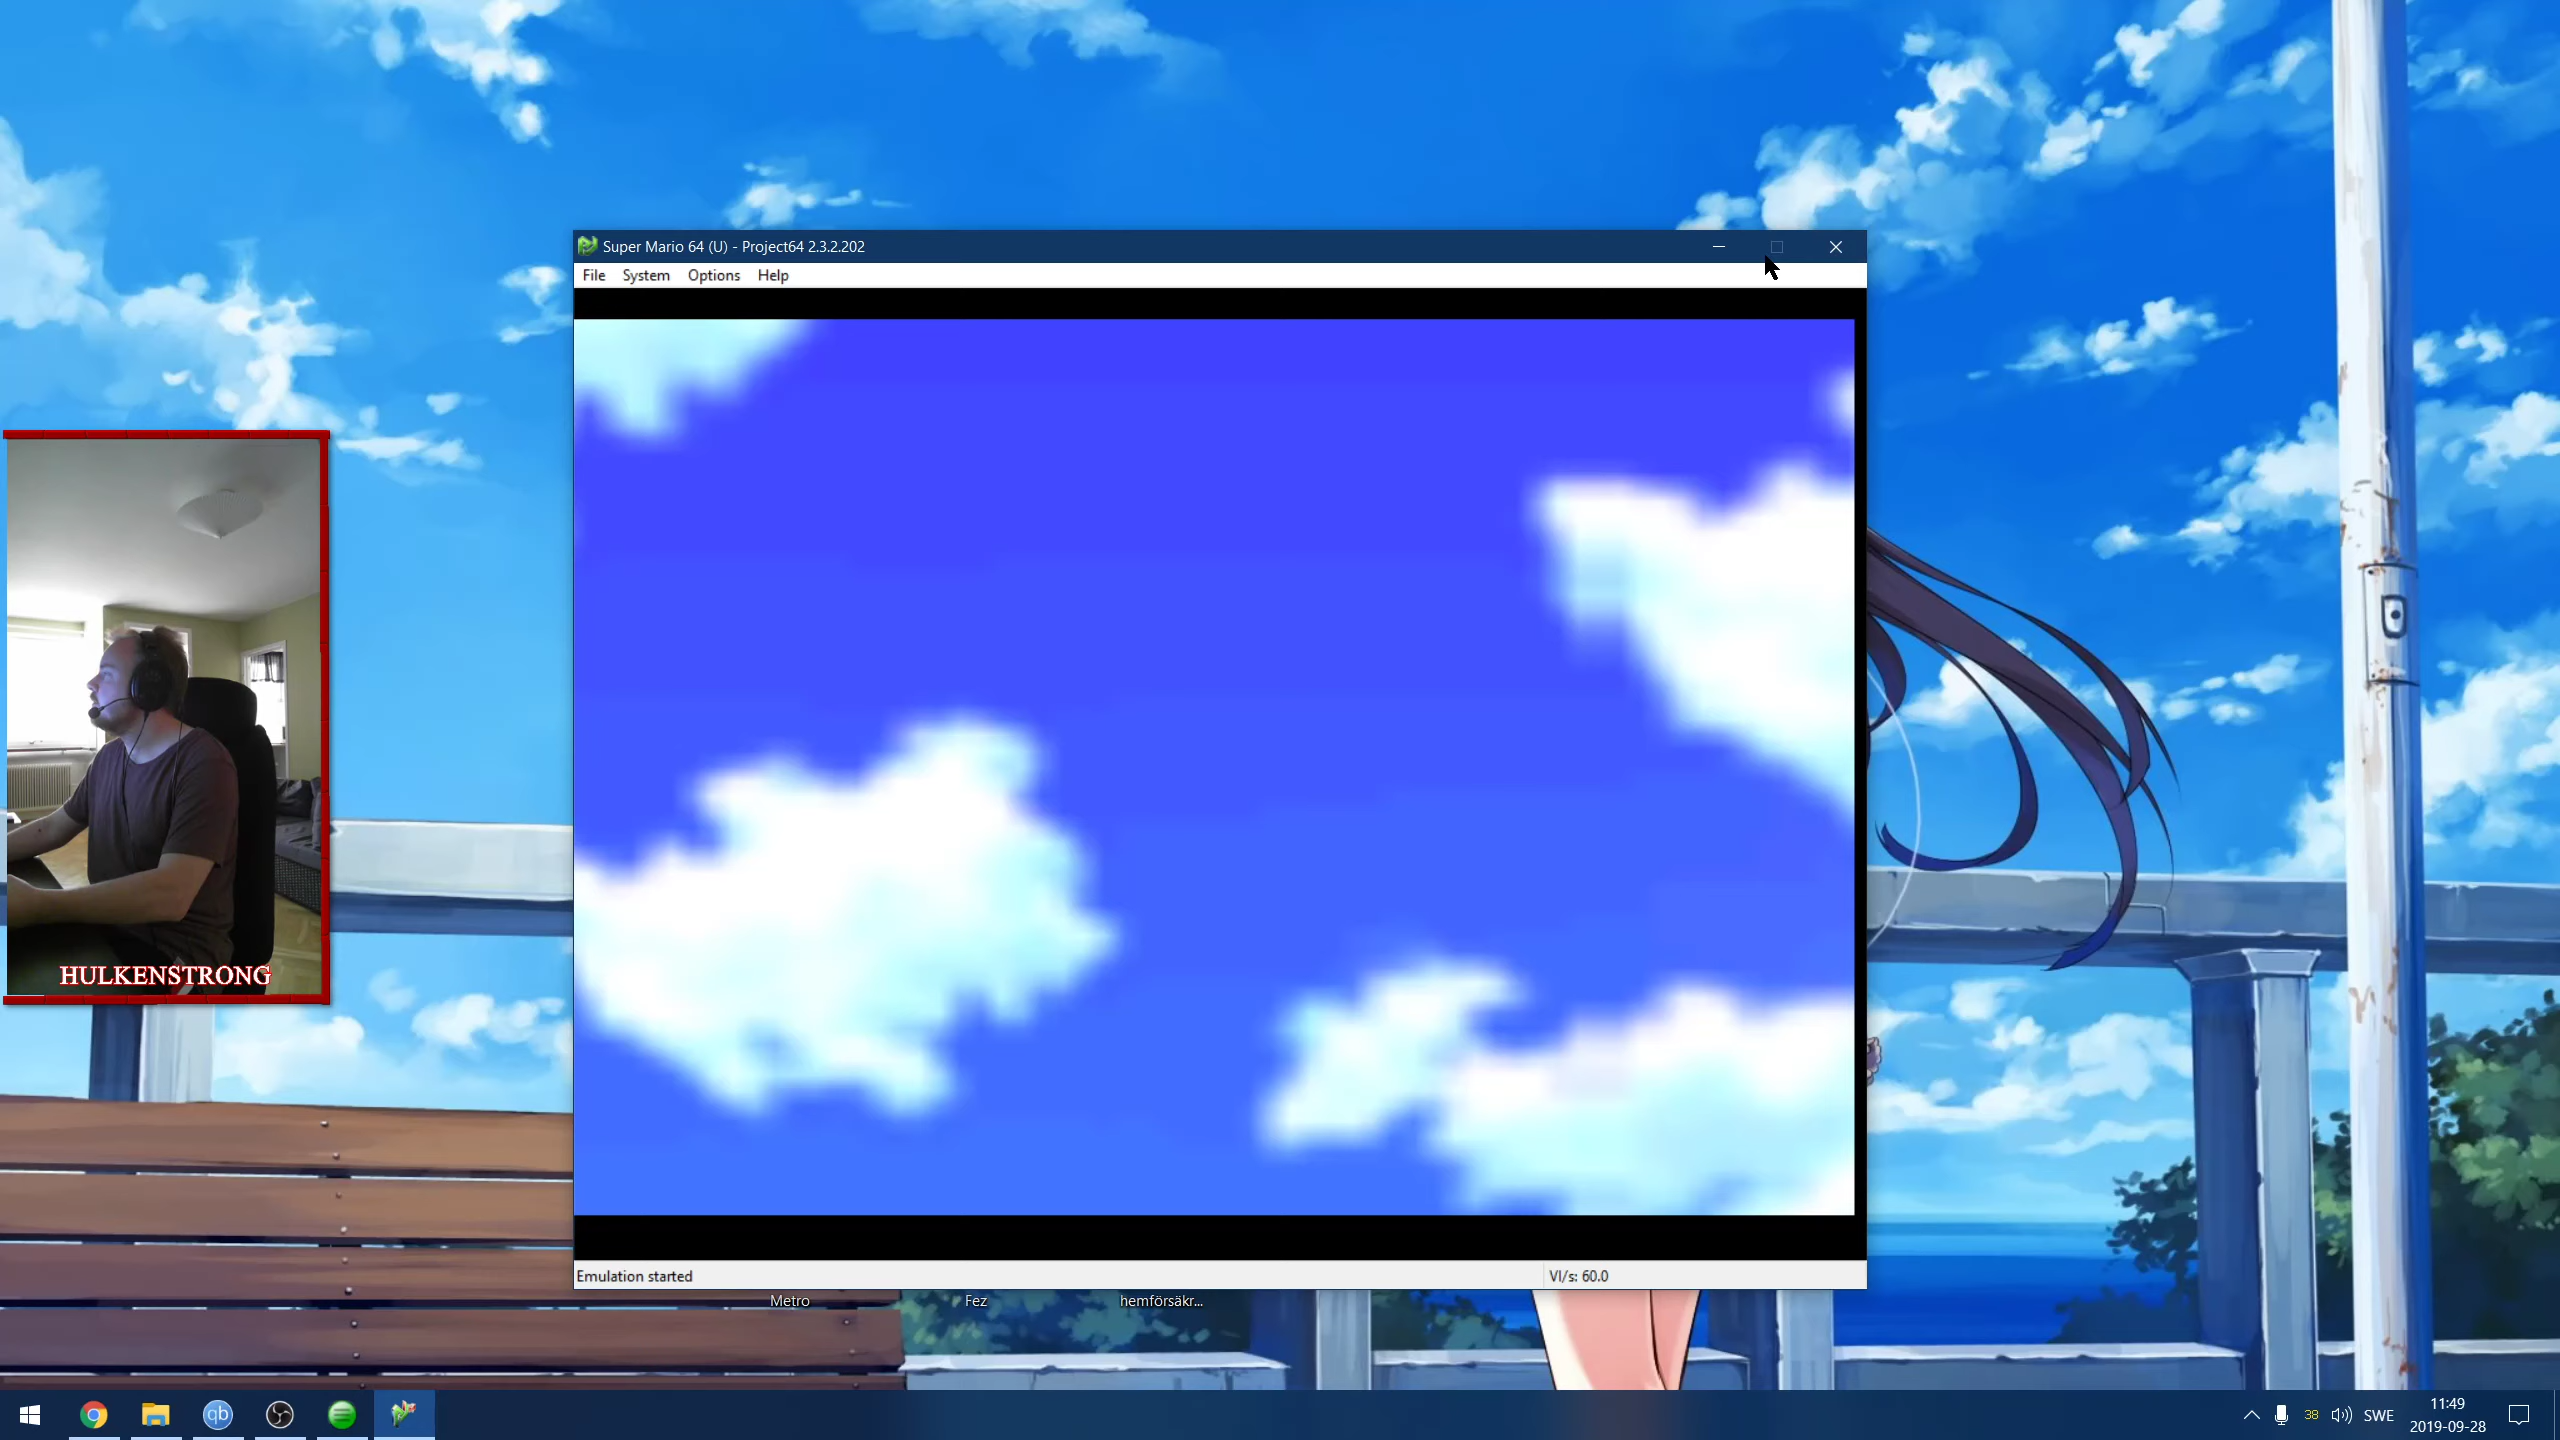 Super Mario 64 (U) - Project64 2.3.2.202
File System Options Help
HULKENSTRONG
Emulation started
VI/s: 60.0
Metro
Fez
hemförsäkr...
qb
38
SWE
11:49
2019-09-28